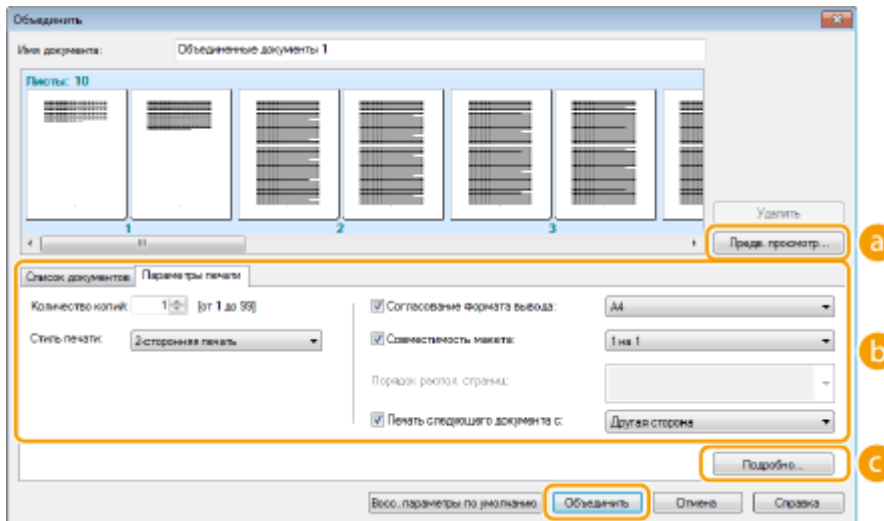 Объединить
Имя документа: Объединенные документы 1
Листы: 10
1 2 3
Удалить
Предв. просмотр... a
Список документов Параметры печати
Количество копий: 1 [от 1 до 99] Согласование формата вывода: A4
Стиль печати: 2-сторонняя печать Совместимость макета: 1 на 1 b
Порядок распол. страниц:
Печать следующего документа с: Другая сторона
Подробно... c
Восс. параметры по умолчанию Объединить Отмена Справка